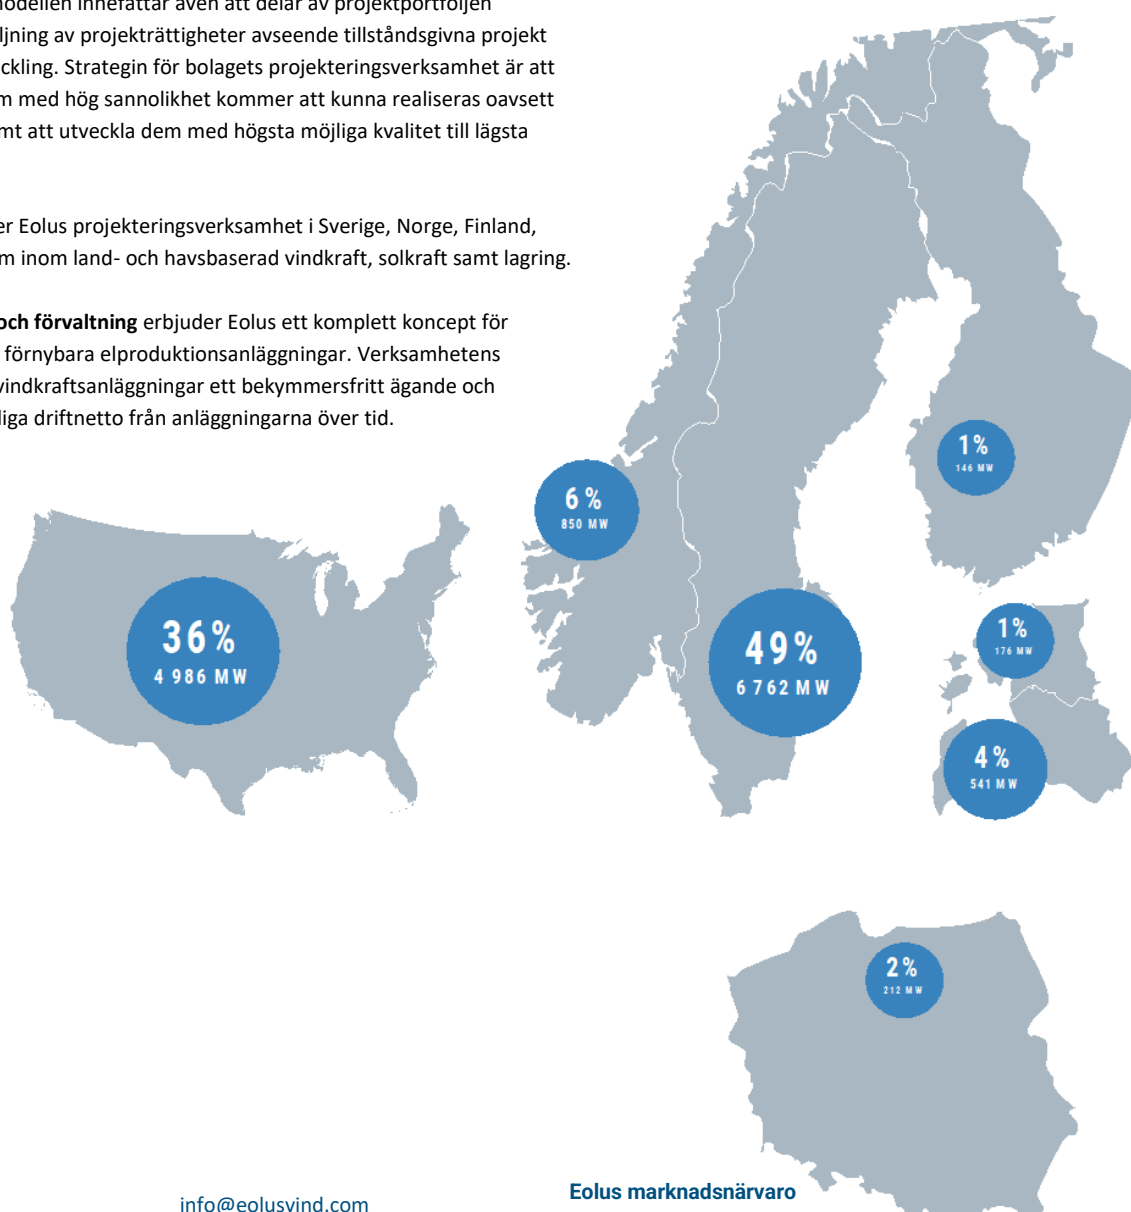 modellen innefattar även att delar av projektportföljen
ljning av projekträttigheter avseende tillståndsgivna projekt
ckling. Strategin för bolagets projekteringsverksamhet är att
m med hög sannolikhet kommer att kunna realiseras oavsett
mt att utveckla dem med högsta möjliga kvalitet till lägsta
er Eolus projekteringsverksamhet i Sverige, Norge, Finland,
m inom land- och havsbaserad vindkraft, solkraft samt lagring.
och förvaltning erbjuder Eolus ett komplett koncept för
förnybara elproduktionsanläggningar. Verksamhetens
vindkraftsanläggningar ett bekymmersfritt ägande och
liga driftnetto från anläggningarna över tid.
1%
146 MW
6%
850 MW
36%
4 986 MW
49%
6 762 MW
1%
176 MW
4%
541 MW
2%
212 MW
Eolus marknadsnärvaro
info@eolusvind.com